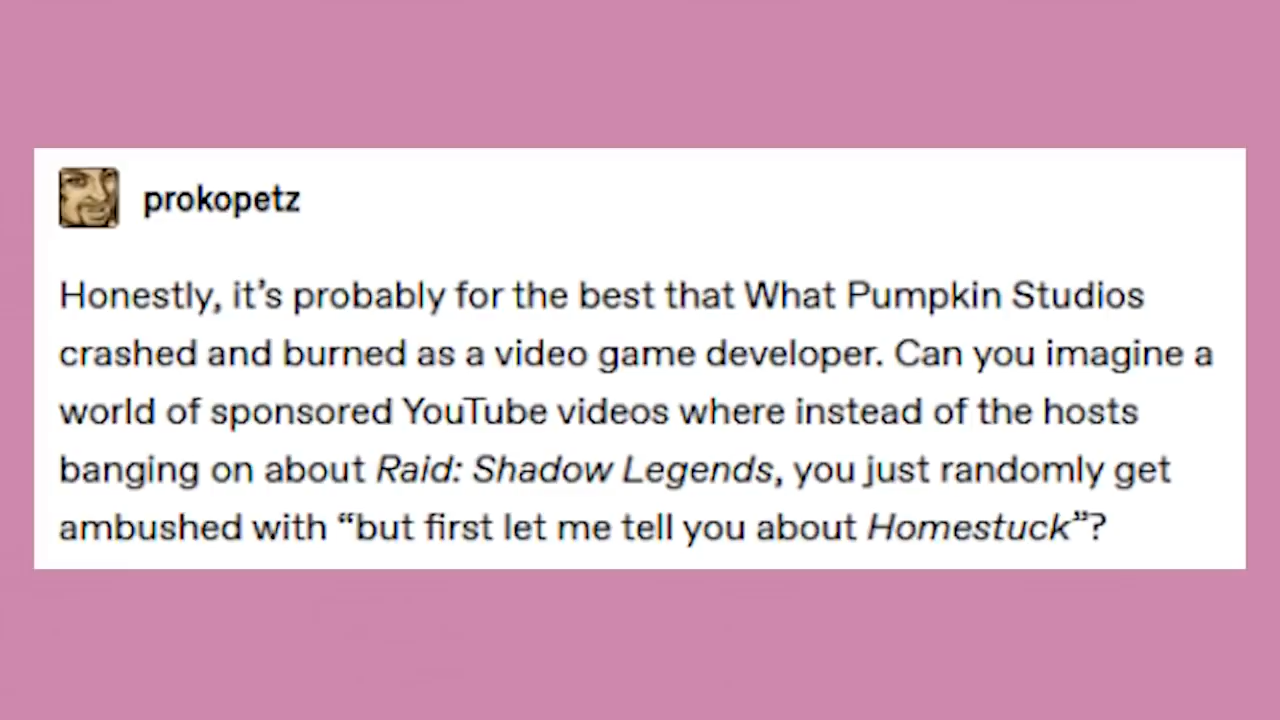 prokopetz
Honestly, it’s probably for the best that What Pumpkin Studios
crashed and burned as a video game developer. Can you imagine a
world of sponsored YouTube videos where instead of the hosts
banging on about Raid: Shadow Legends, you just randomly get
ambushed with “but first let me tell you about Homestuck”?